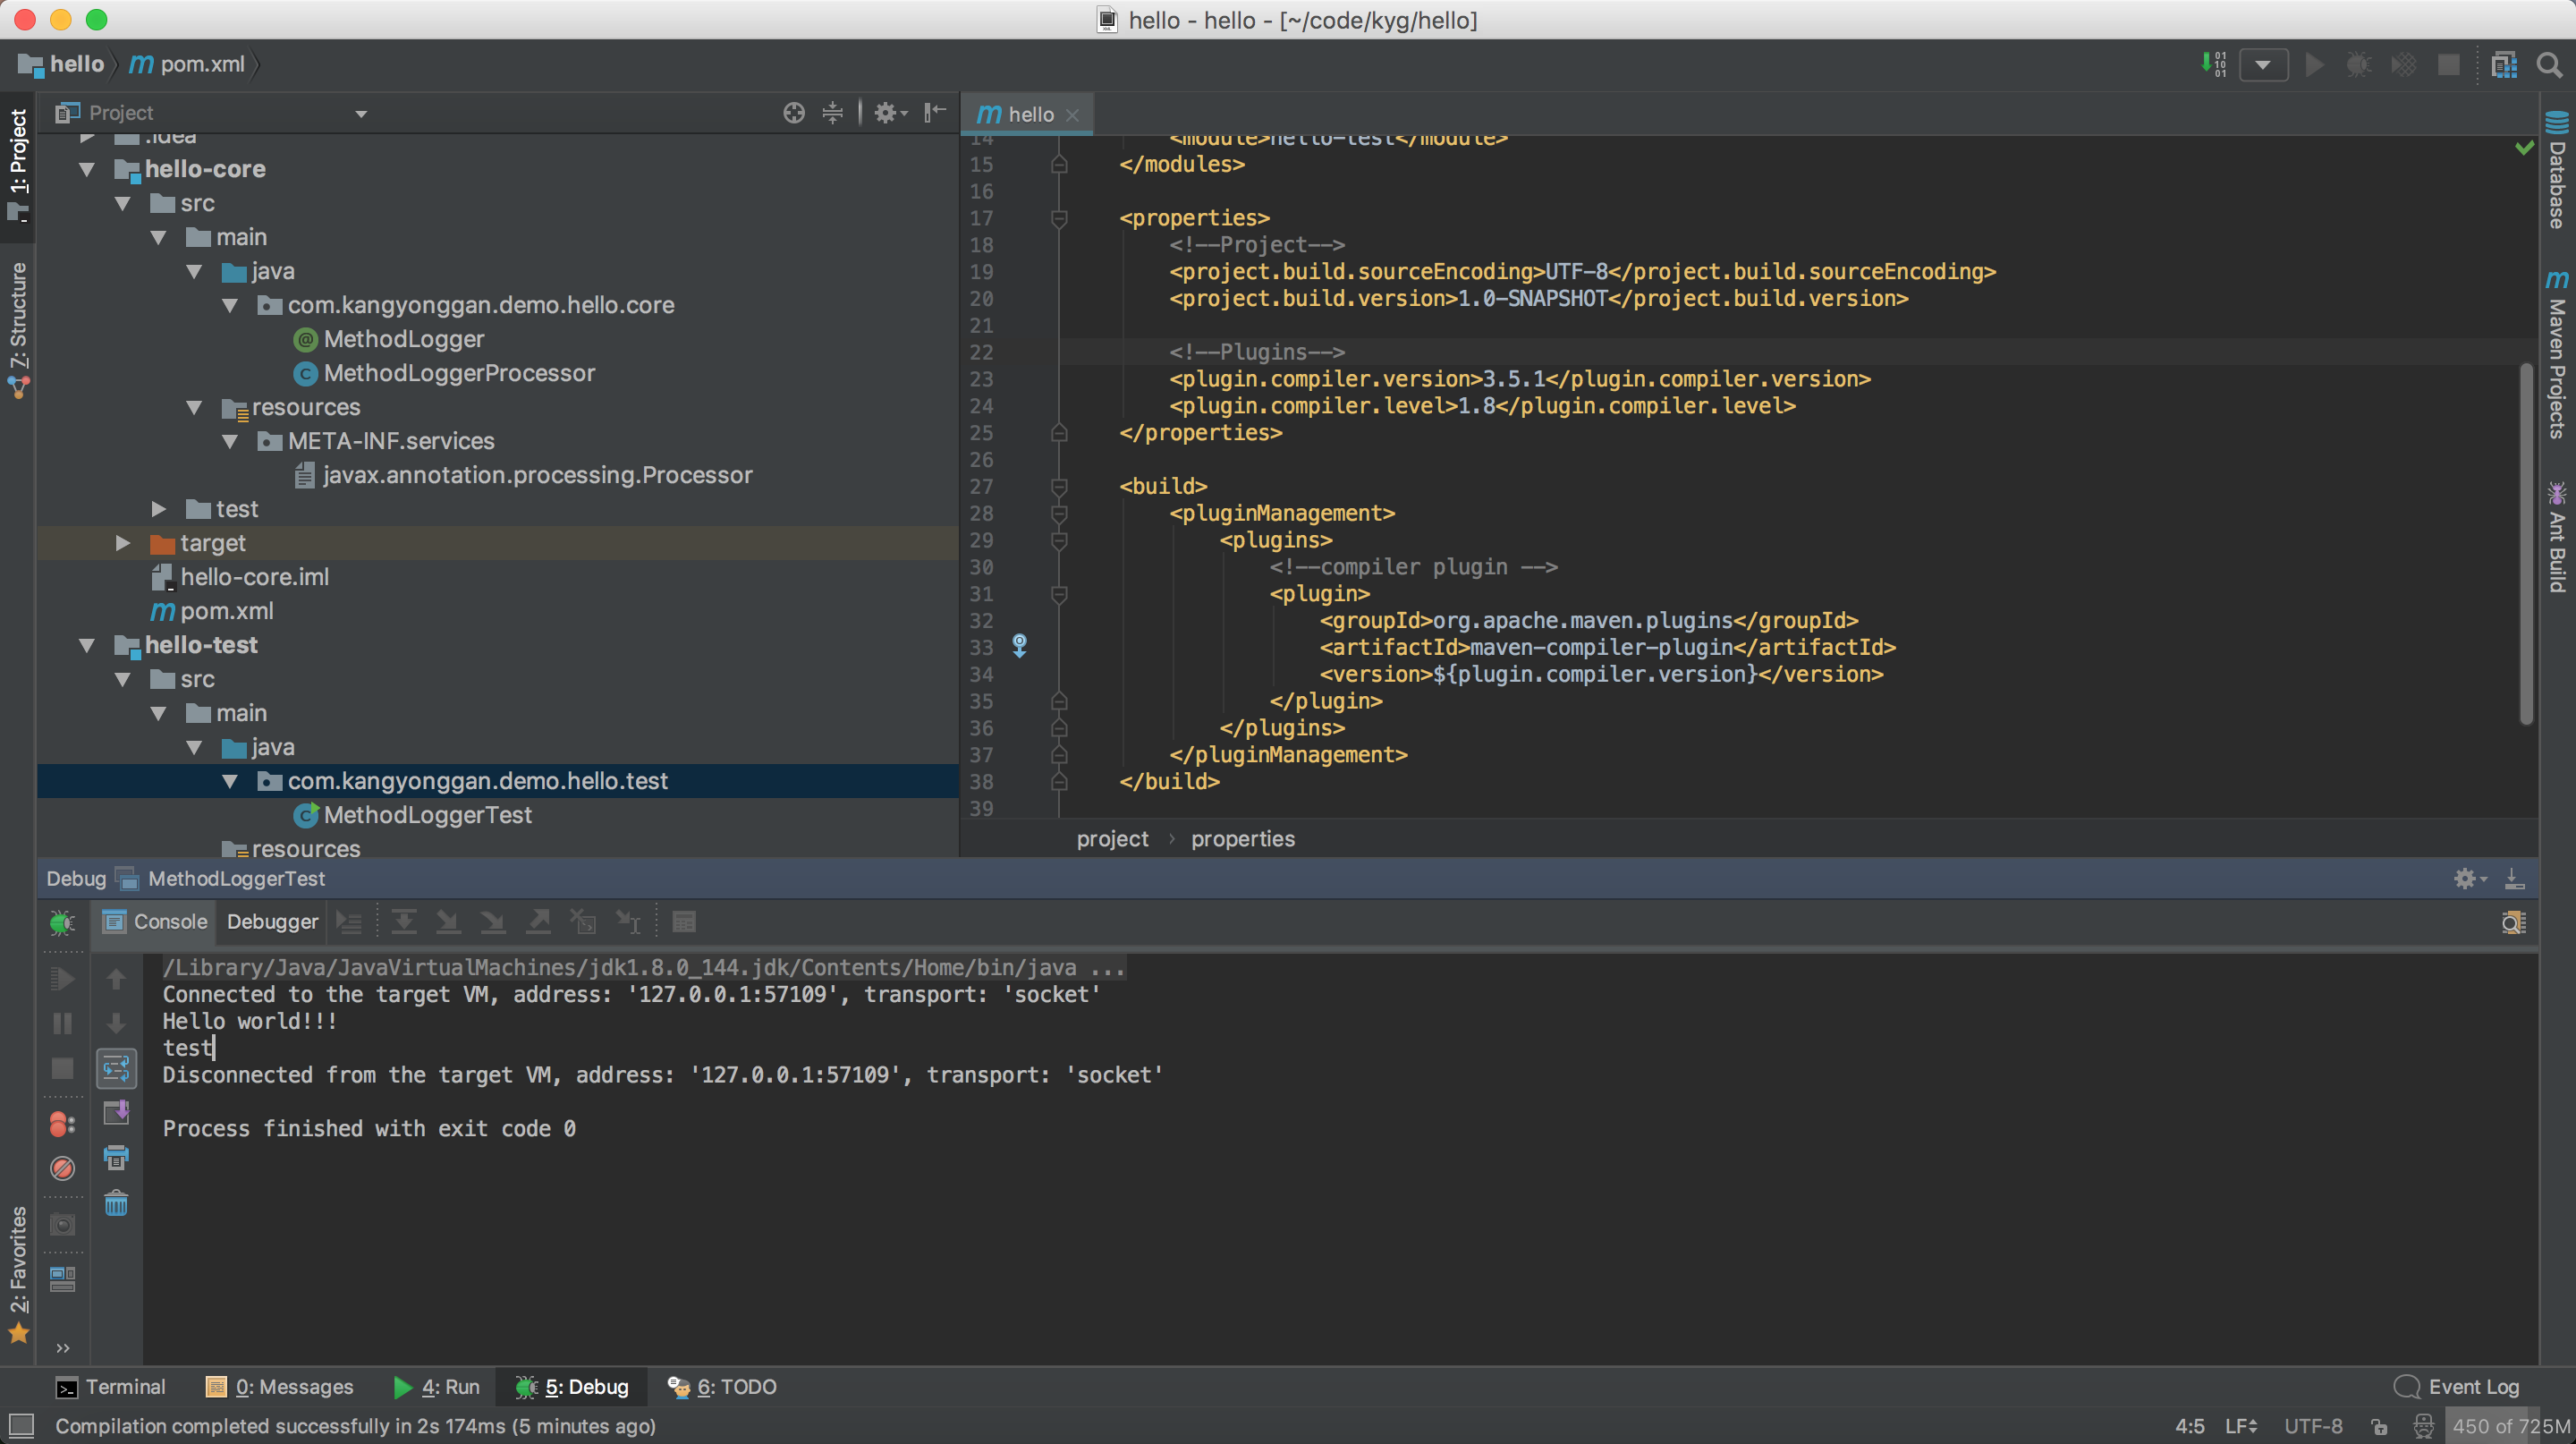 hello - hello - [~/code/kyg/hello]
hello
pom.xml
1: Project
7: Structure
2: Favorites
Project
.idea
hello-core
src
main
java
com.kangyonggan.demo.hello.core
MethodLogger
MethodLoggerProcessor
resources
META-INF.services
javax.annotation.processing.Processor
test
target
hello-core.iml
pom.xml
hello-test
src
main
java
com.kangyonggan.demo.hello.test
MethodLoggerTest
resources
hello
14 <module>hello-test</module>
15 </modules>
16
17 <properties>
18 <!--Project-->
19 <project.build.sourceEncoding>UTF-8</project.build.sourceEncoding>
20 <project.build.version>1.0-SNAPSHOT</project.build.version>
21
22 <!--Plugins-->
23 <plugin.compiler.version>3.5.1</plugin.compiler.version>
24 <plugin.compiler.level>1.8</plugin.compiler.level>
25 </properties>
26
27 <build>
28 <pluginManagement>
29 <plugins>
30 <!--compiler plugin -->
31 <plugin>
32 <groupId>org.apache.maven.plugins</groupId>
33 <artifactId>maven-compiler-plugin</artifactId>
34 <version>${plugin.compiler.version}</version>
35 </plugin>
36 </plugins>
37 </pluginManagement>
38 </build>
39
project › properties
Database
Maven Projects
Ant Build
Debug MethodLoggerTest
Console Debugger
/Library/Java/JavaVirtualMachines/jdk1.8.0_144.jdk/Contents/Home/bin/java ...
Connected to the target VM, address: '127.0.0.1:57109', transport: 'socket'
Hello world!!!
test
Disconnected from the target VM, address: '127.0.0.1:57109', transport: 'socket'
Process finished with exit code 0
Terminal 0: Messages 4: Run 5: Debug 6: TODO Event Log
Compilation completed successfully in 2s 174ms (5 minutes ago) 4:5 LF UTF-8 450 of 725M